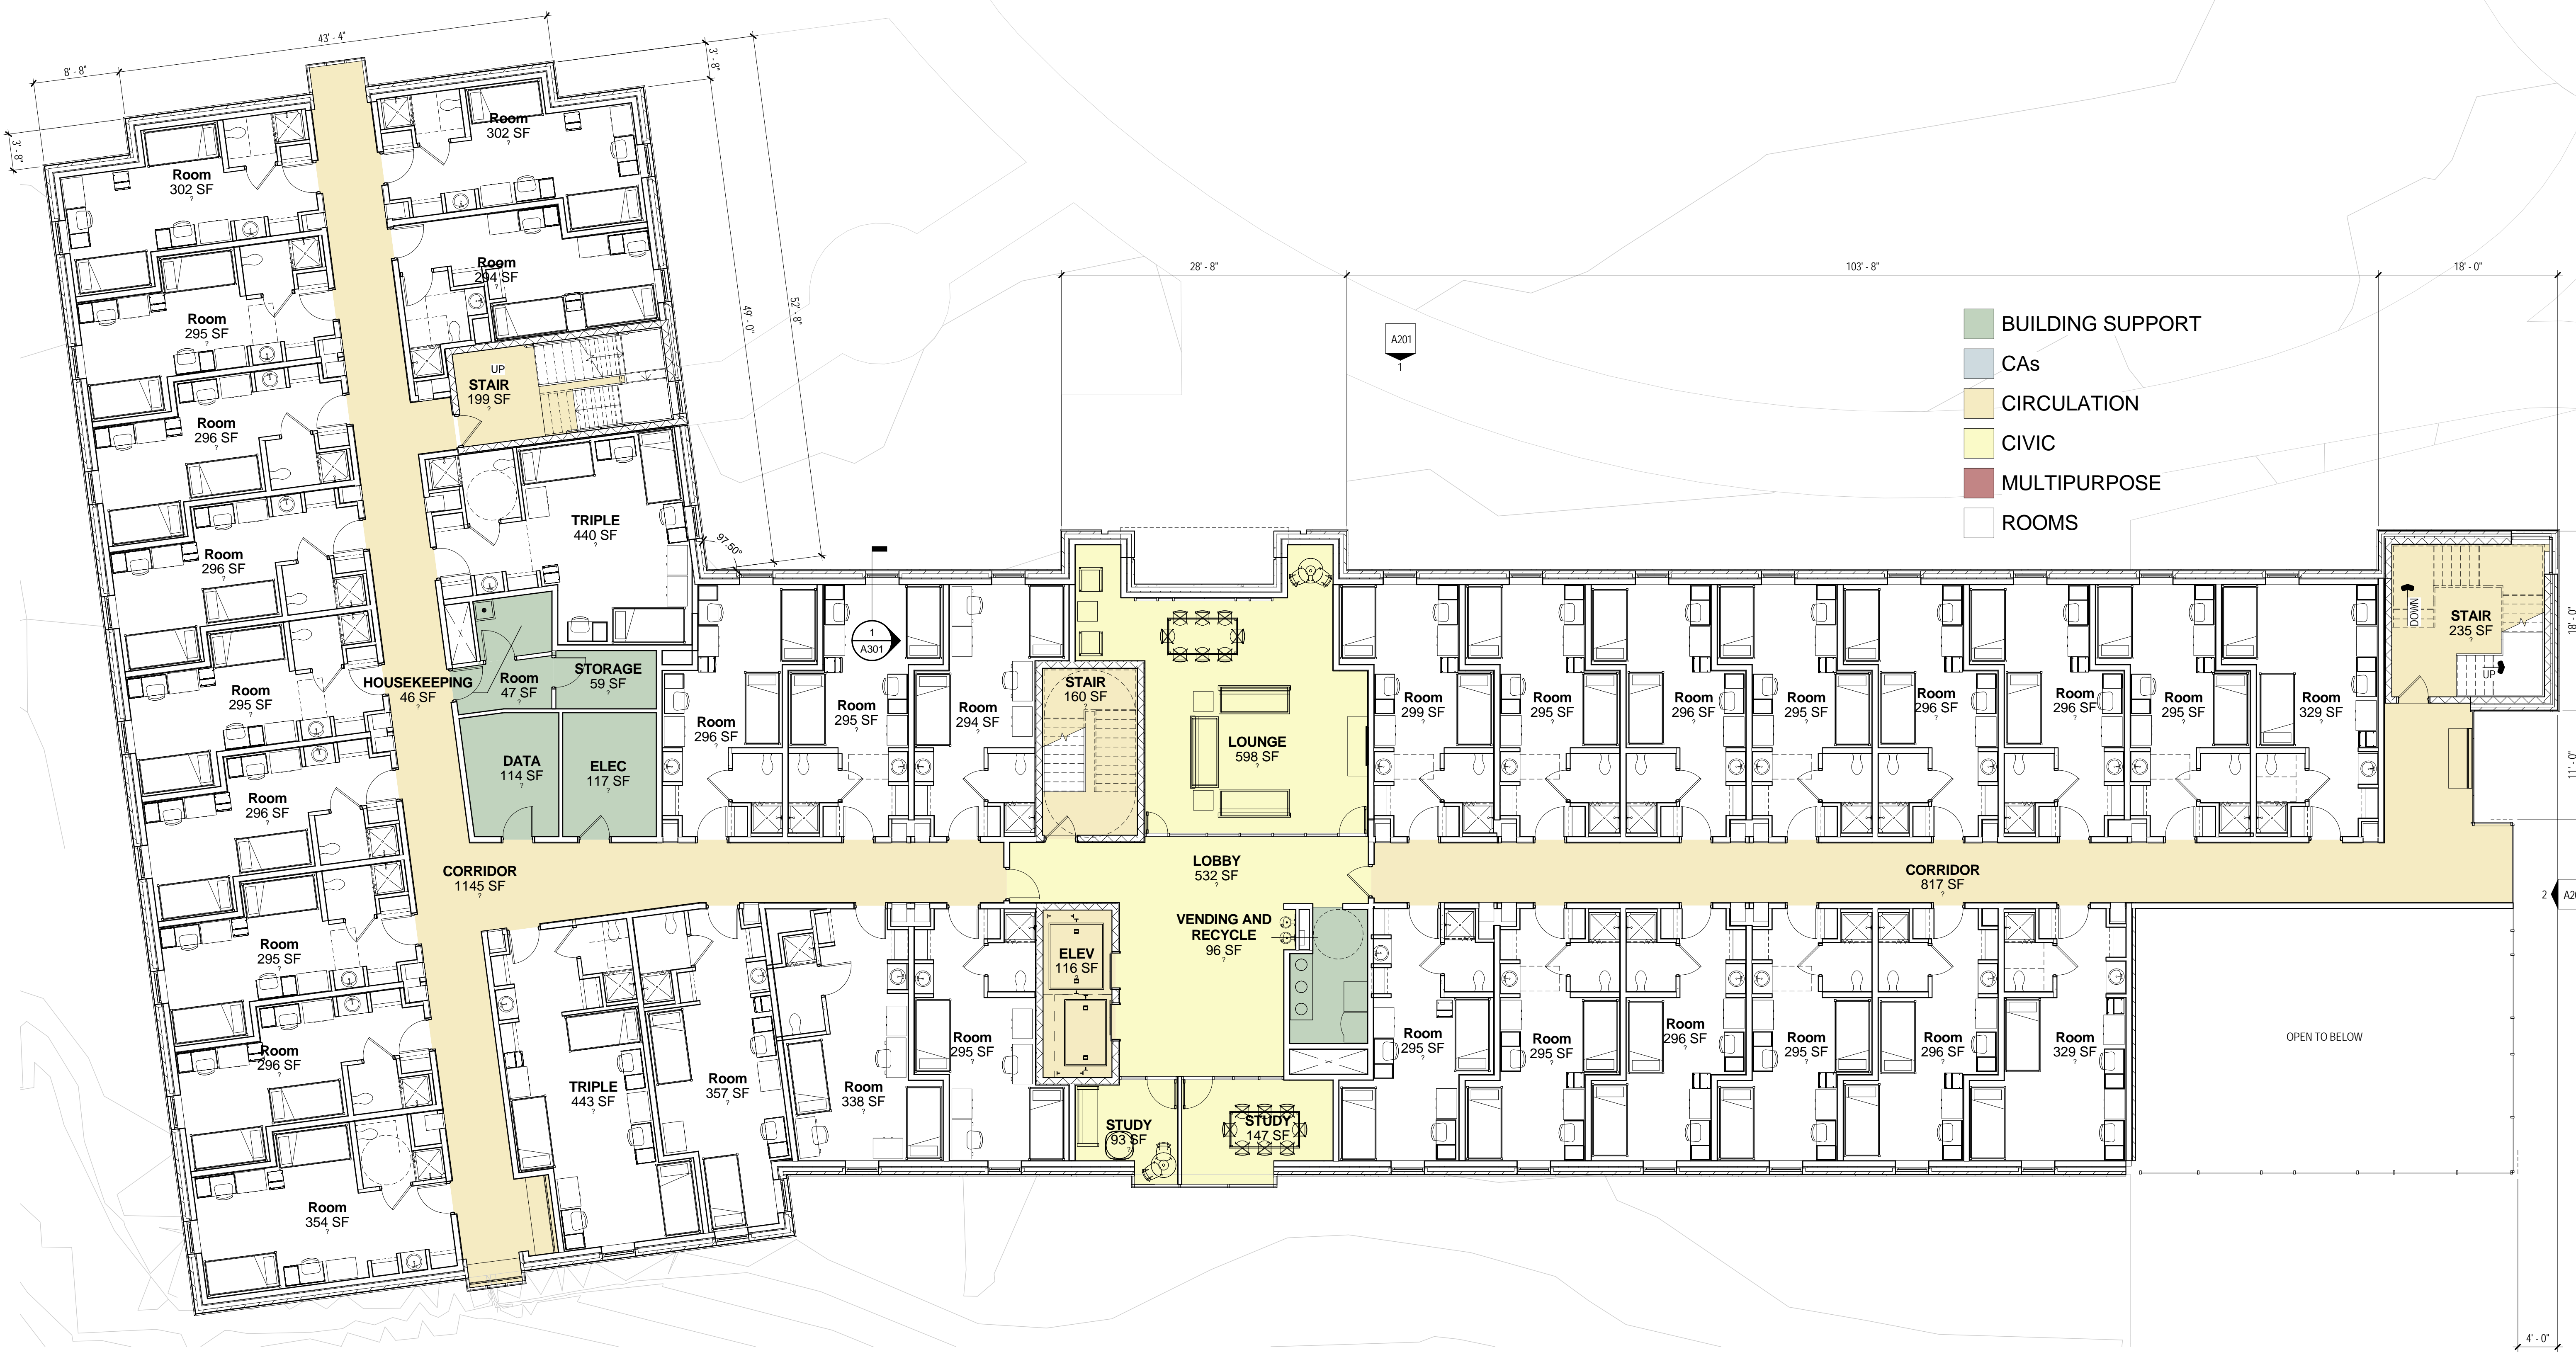 43' - 4"
8' - 8"
3' - 8"
3' - 8"
Room
302 SF
?
Room
302 SF
?
Room
294 SF
?
Room
295 SF
?
49' - 0"
52' - 8"
28' - 8"
103' - 8"
18' - 0"
BUILDING SUPPORT
CAs
CIRCULATION
CIVIC
MULTIPURPOSE
ROOMS
A201
1
UP
STAIR
199 SF
?
Room
296 SF
?
TRIPLE
440 SF
?
97.50°
Room
296 SF
?
1
A301
HOUSEKEEPING
46 SF
?
Room
47 SF
?
STORAGE
59 SF
?
Room
295 SF
?
DATA
114 SF
?
ELEC
117 SF
?
Room
296 SF
?
Room
296 SF
?
Room
295 SF
?
Room
294 SF
?
STAIR
160 SF
?
LOUNGE
598 SF
?
Room
299 SF
?
Room
295 SF
?
Room
296 SF
?
Room
295 SF
?
Room
296 SF
?
Room
296 SF
?
Room
295 SF
?
Room
329 SF
?
DOWN
STAIR
235 SF
?
UP
18' - 0"
11' - 0"
CORRIDOR
1145 SF
?
LOBBY
532 SF
?
CORRIDOR
817 SF
?
2
VENDING AND
RECYCLE
96 SF
?
ELEV
116 SF
?
Room
295 SF
?
Room
296 SF
?
Room
354 SF
?
TRIPLE
443 SF
?
Room
357 SF
?
Room
338 SF
?
Room
295 SF
?
STUDY
93 SF
?
STUDY
147 SF
?
Room
295 SF
?
Room
295 SF
?
Room
296 SF
?
Room
295 SF
?
Room
296 SF
?
Room
329 SF
?
OPEN TO BELOW
4' - 0"